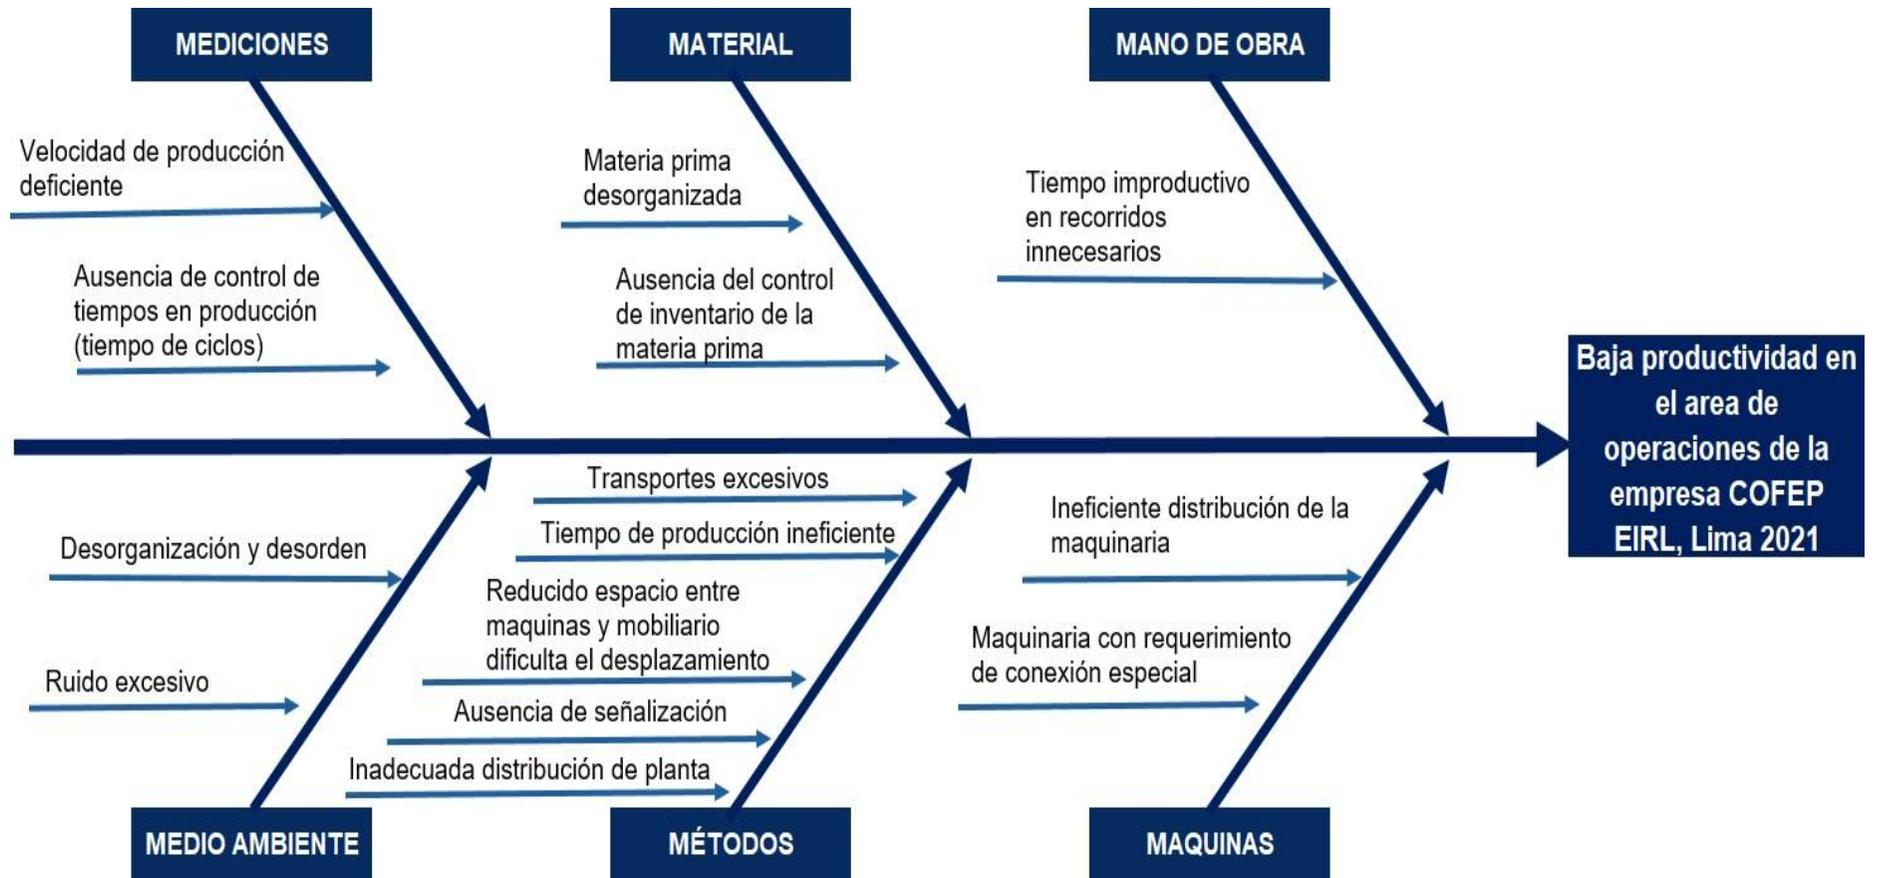 MEDICIONES
MATERIAL
MANO DE OBRA
Velocidad de producción
deficiente
Ausencia de control de
tiempos en producción
(tiempo de ciclos)
Materia prima
desorganizada
Ausencia del control
de inventario de la
materia prima
Tiempo improductivo
en recorridos
innecesarios
Baja productividad en
el area de
operaciones de la
empresa COFEP
EIRL, Lima 2021
Desorganización y desorden
Ruido excesivo
Transportes excesivos
Tiempo de producción ineficiente
Reducido espacio entre
maquinas y mobiliario
dificulta el desplazamiento
Ausencia de señalización
Inadecuada distribución de planta
Ineficiente distribución de la
maquinaria
Maquinaria con requerimiento
de conexión especial
MEDIO AMBIENTE
MÉTODOS
MAQUINAS